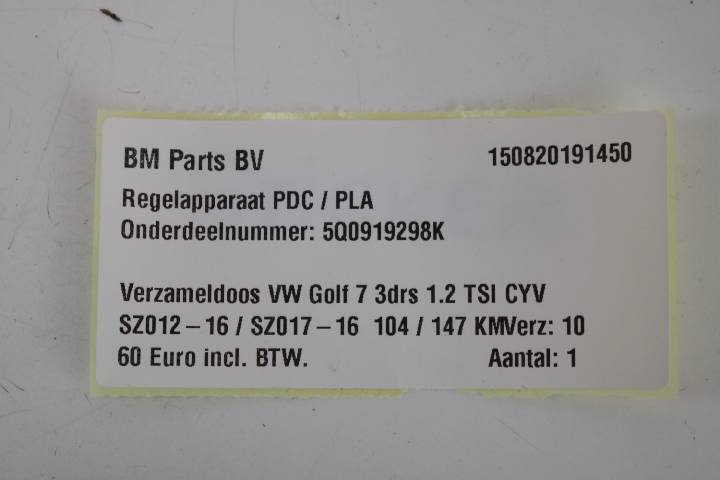 BM Parts BV 150820191450
Regelapparaat PDC / PLA
Onderdeelnummer: 5Q0919298K
Verzameldoos VW Golf 7 3drs 1.2 TSI CYV
SZ012-16 / SZ017-16 104 / 147 KMVerz: 10
60 Euro incl. BTW. Aantal: 1